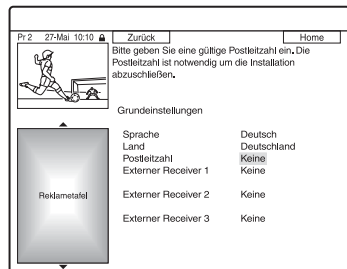 Pr 2 27-Mai 10:10 Zurück Home
Bitte geben Sie eine gültige Postleitzahl ein. Die
Postleitzahl ist notwendig um die Installation
abzuschließen.
Grundeinstellungen
Sprache Deutsch
Land Deutschland
Postleitzahl Keine
Externer Receiver 1 Keine
Externer Receiver 2 Keine
Externer Receiver 3 Keine
Reklametafel